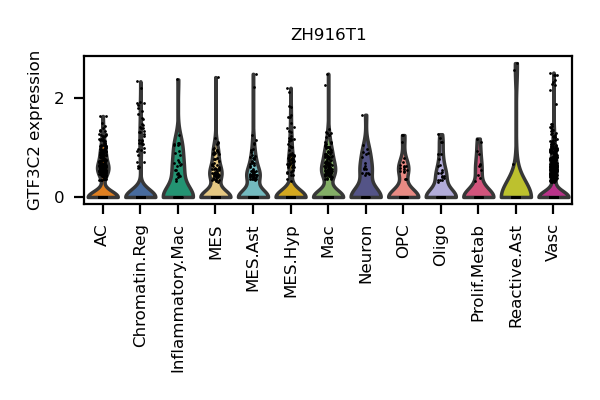 ZH916T1
GTF3C2 expression
2
0
AC
Chromatin.Reg
Inflammatory.Mac
MES
MES.Ast
MES.Hyp
Mac
Neuron
OPC
Oligo
Prolif.Metab
Reactive.Ast
Vasc